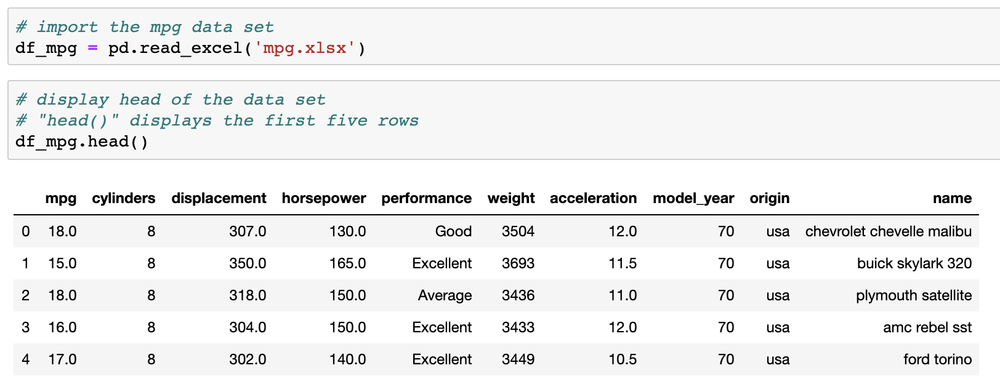 # import the mpg data set
df_mpg = pd.read_excel('mpg.xlsx')
# display head of the data set
# "head()" displays the first five rows
df_mpg.head()
mpg cylinders displacement horsepower performance weight acceleration model_year origin name
0 18.0 8 307.0 130.0 Good 3504 12.0 70 usa chevrolet chevelle malibu
1 15.0 8 350.0 165.0 Excellent 3693 11.5 70 usa buick skylark 320
2 18.0 8 318.0 150.0 Average 3436 11.0 70 usa plymouth satellite
3 16.0 8 304.0 150.0 Excellent 3433 12.0 70 usa amc rebel sst
4 17.0 8 302.0 140.0 Excellent 3449 10.5 70 usa ford torino